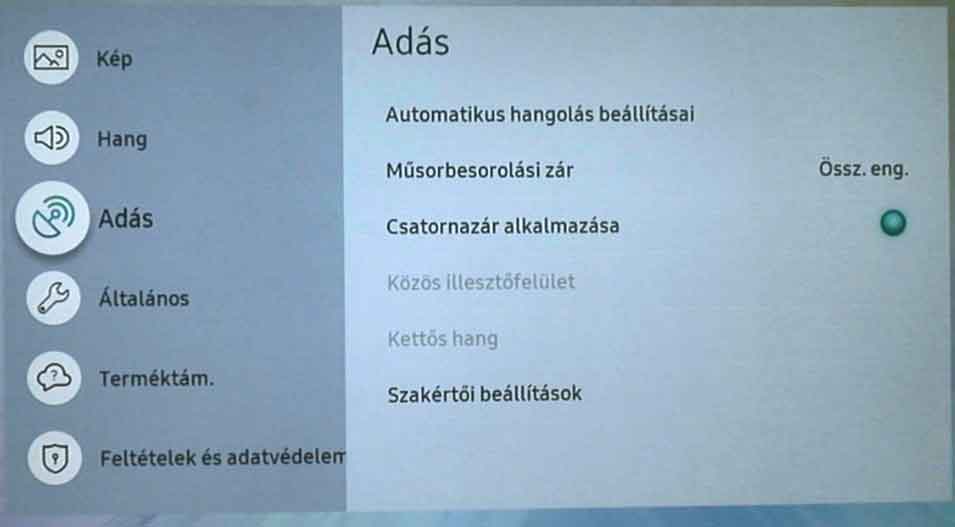 Kép
Hang
Adás
Általános
Terméktám.
?
Feltételek és adatvédelem
Adás
Automatikus hangolás beállításai
Műsorbesorolási zár
Össz. eng.
Csatornazár alkalmazása
Közös illesztőfelület
Kettős hang
Szakértői beállítások